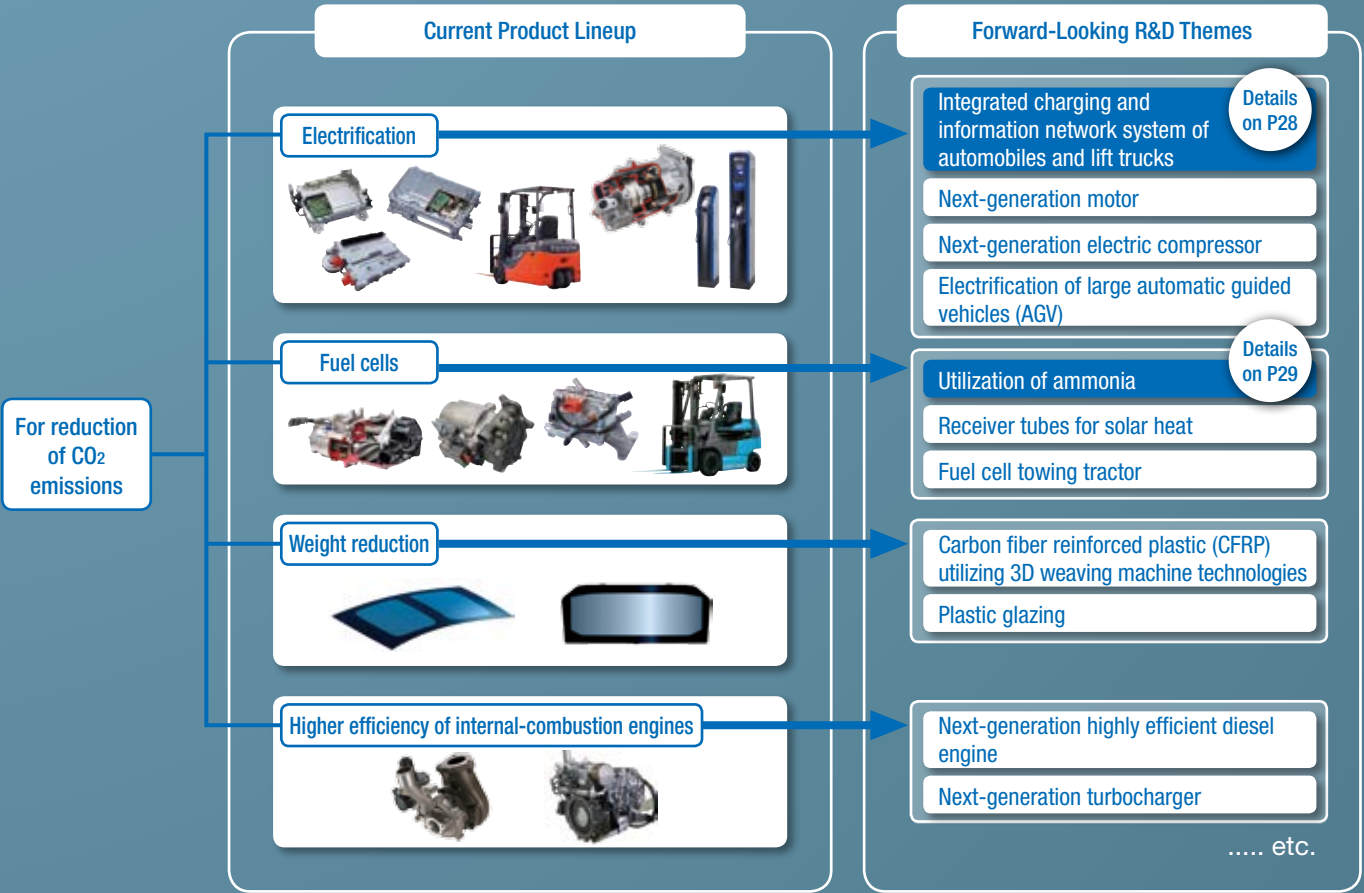 Current Product Lineup
Forward-Looking R&D Themes
For reduction
of CO2
emissions
Electrification
Integrated charging and
information network system of
automobiles and lift trucks
Details
on P28
Next-generation motor
Next-generation electric compressor
Electrification of large automatic guided
vehicles (AGV)
Fuel cells
Utilization of ammonia
Details
on P29
Receiver tubes for solar heat
Fuel cell towing tractor
Weight reduction
Carbon fiber reinforced plastic (CFRP)
utilizing 3D weaving machine technologies
Plastic glazing
Higher efficiency of internal-combustion engines
Next-generation highly efficient diesel
engine
Next-generation turbocharger
..... etc.